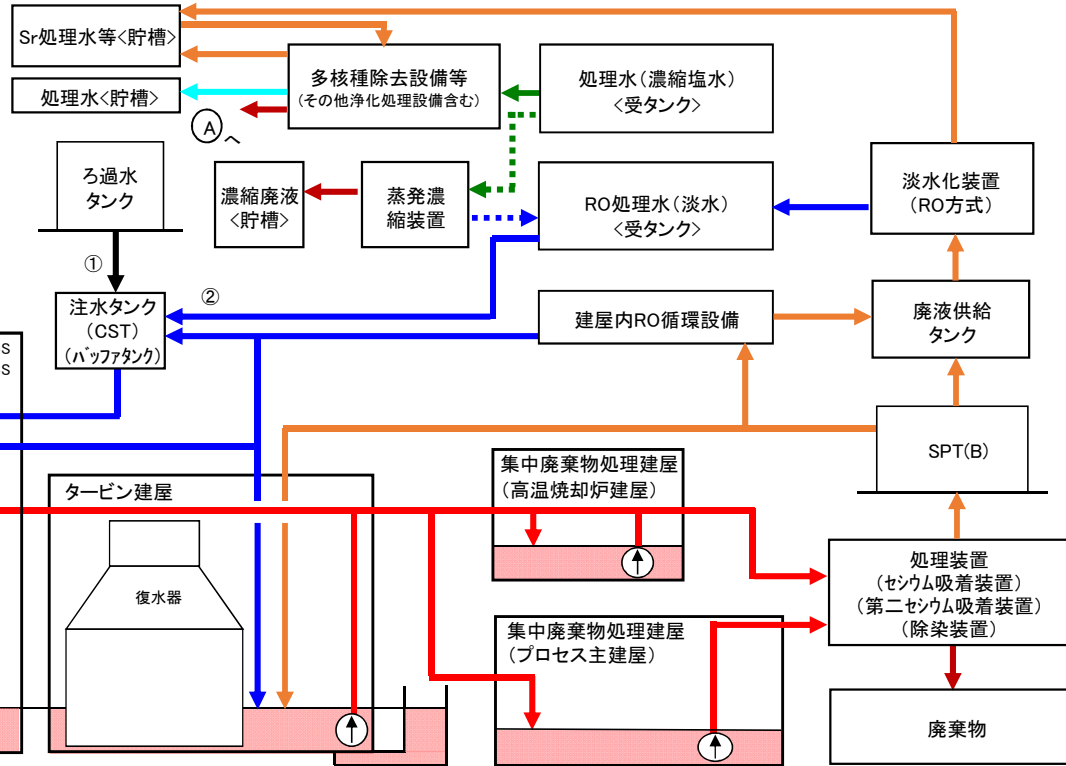 Sr処理水等<貯槽>
処理水<貯槽>
多核種除去設備等
(その他浄化処理設備含む)
処理水(濃縮塩水)
<受タンク>
A
へ
ろ過水
タンク
濃縮廃液
<貯槽>
蒸発濃
縮装置
RO処理水(淡水)
<受タンク>
淡水化装置
(RO方式)
①
②
注水タンク
(CST)
(バッファタンク)
建屋内RO循環設備
廃液供給
タンク
S
S
SPT(B)
タービン建屋
復水器
集中廃棄物処理建屋
(高温焼却炉建屋)
処理装置
(セシウム吸着装置)
(第二セシウム吸着装置)
(除染装置)
集中廃棄物処理建屋
(プロセス主建屋)
廃棄物